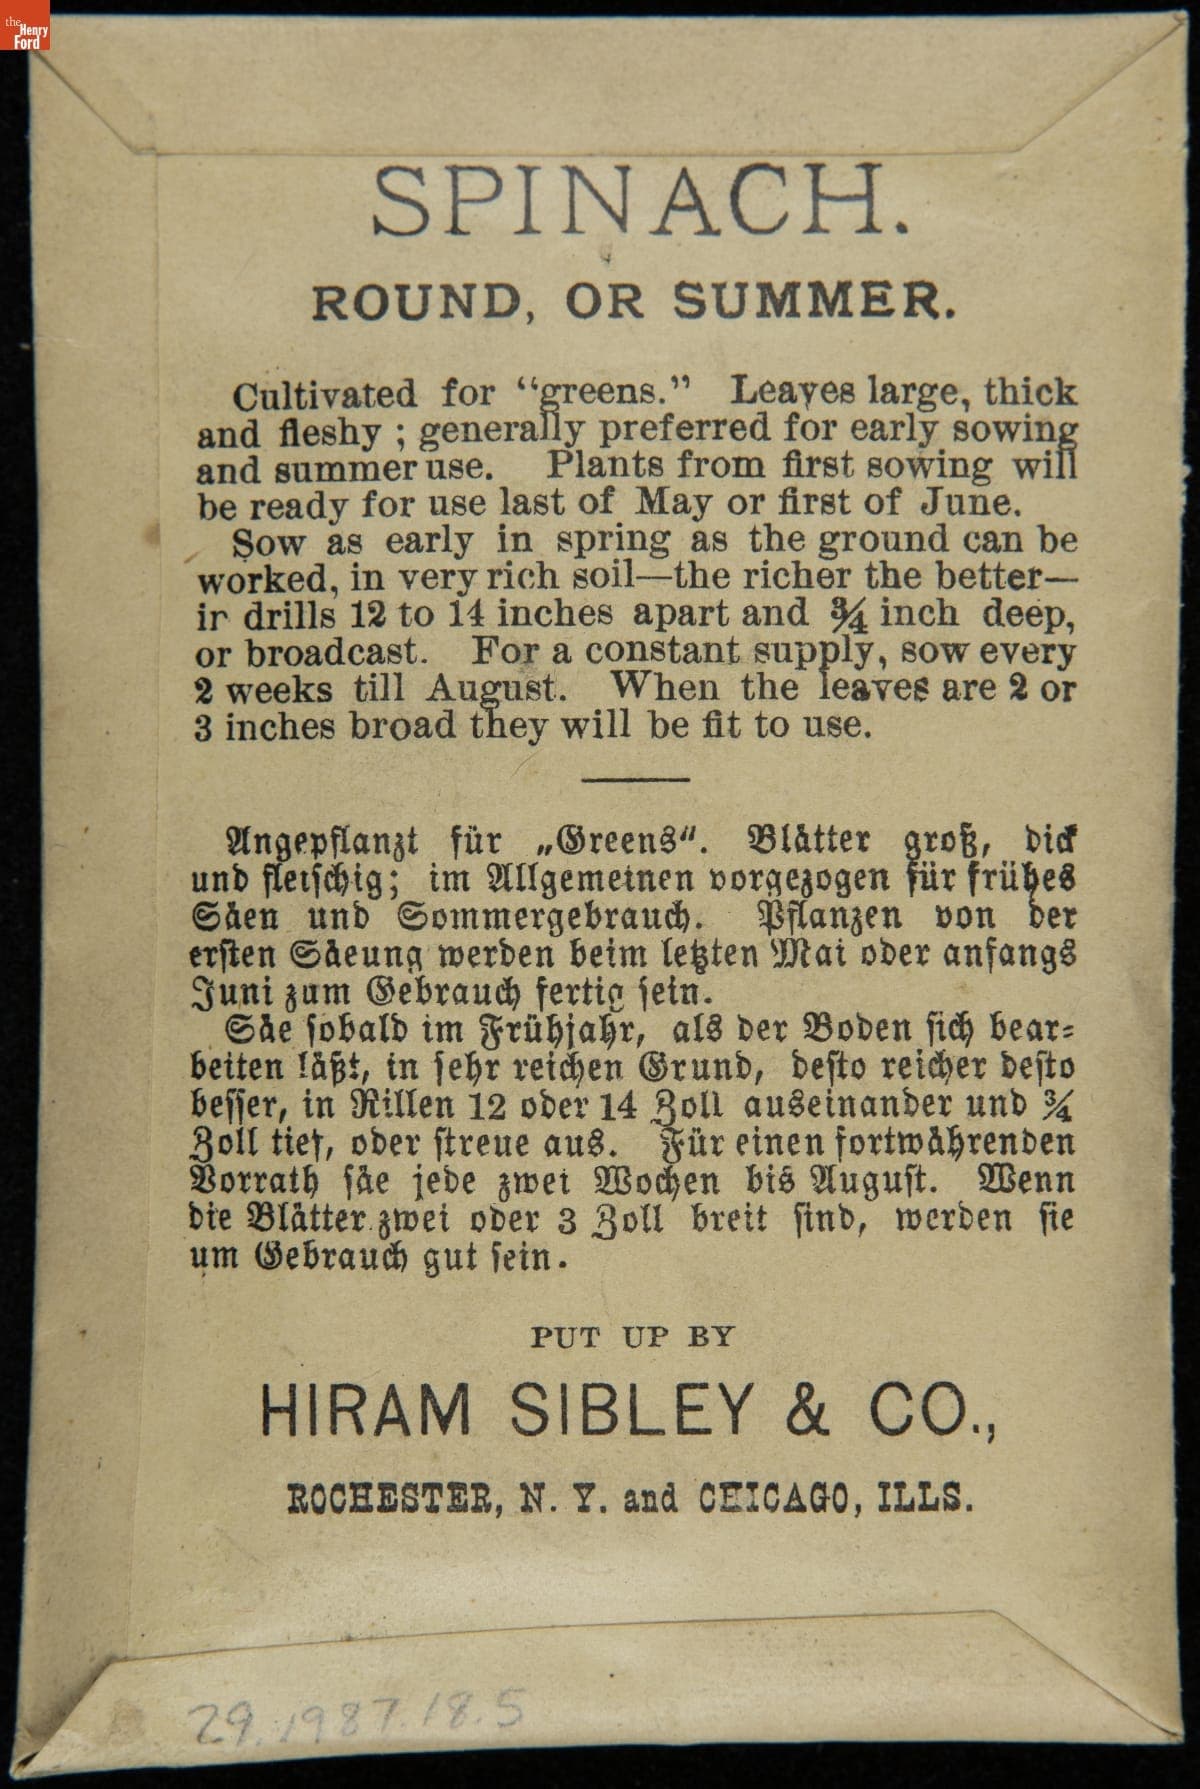 the
Henry
Ford
SPINACH.
ROUND, OR SUMMER.
Cultivated for "greens." Leaves large, thick
and fleshy ; generally preferred for early sowing
and summer use. Plants from first sowing will
be ready for use last of May or first of June.
Sow as early in spring as the ground can be
worked, in very rich soil—the richer the better—
in drills 12 to 14 inches apart and ¾ inch deep,
or broadcast. For a constant supply, sow every
2 weeks till August. When the leaves are 2 or
3 inches broad they will be fit to use.
Angepflanzt für „Greens“. Blätter groß, dick
und fleischig; im Allgemeinen vorgezogen für frühes
Säen und Sommergebrauch. Pflanzen von der
ersten Säeung werden beim letzten Mai oder anfangs
Juni zum Gebrauch fertig sein.
Säe sobald im Frühjahr, als der Boden sich bear-
beiten läßt, in sehr reichen Grund, desto reicher desto
besser, in Rillen 12 oder 14 Zoll auseinander und ¾
Zoll tief, oder streue aus. Für einen fortwährenden
Vorrath säe jede zwei Wochen bis August. Wenn
die Blätter zwei oder 3 Zoll breit sind, werden sie
um Gebrauch gut sein.
PUT UP BY
HIRAM SIBLEY & CO.,
ROCHESTER, N. Y. and CHICAGO, ILLS.
29.1987.18.5